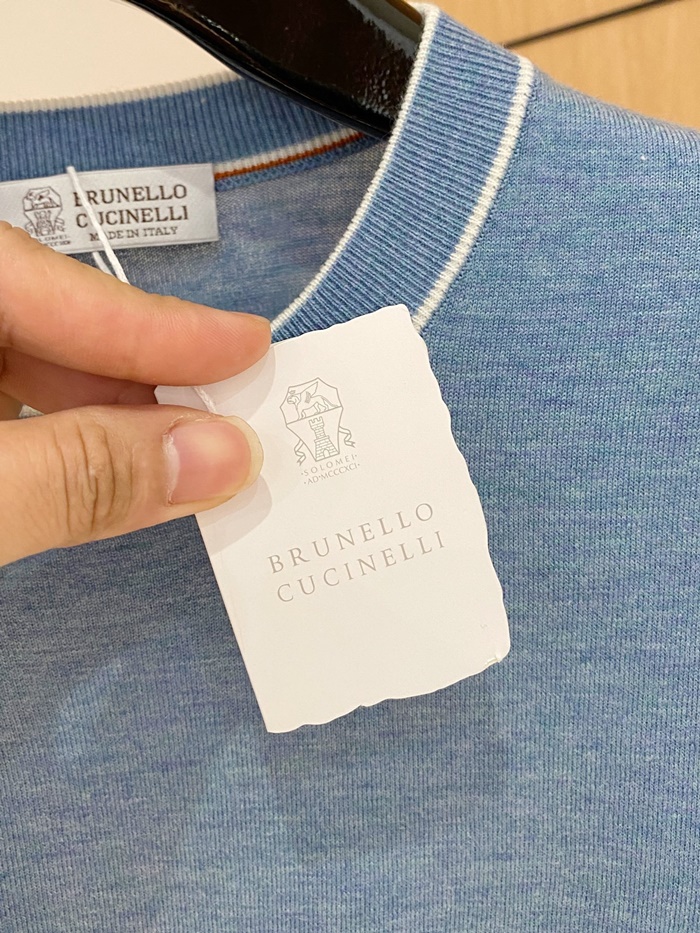 BRUNELLO
CUCINELLI
MADE IN ITALY
·SOLOMEI·
·AD·MCCCXCI·
BRUNELLO
CUCINELLI